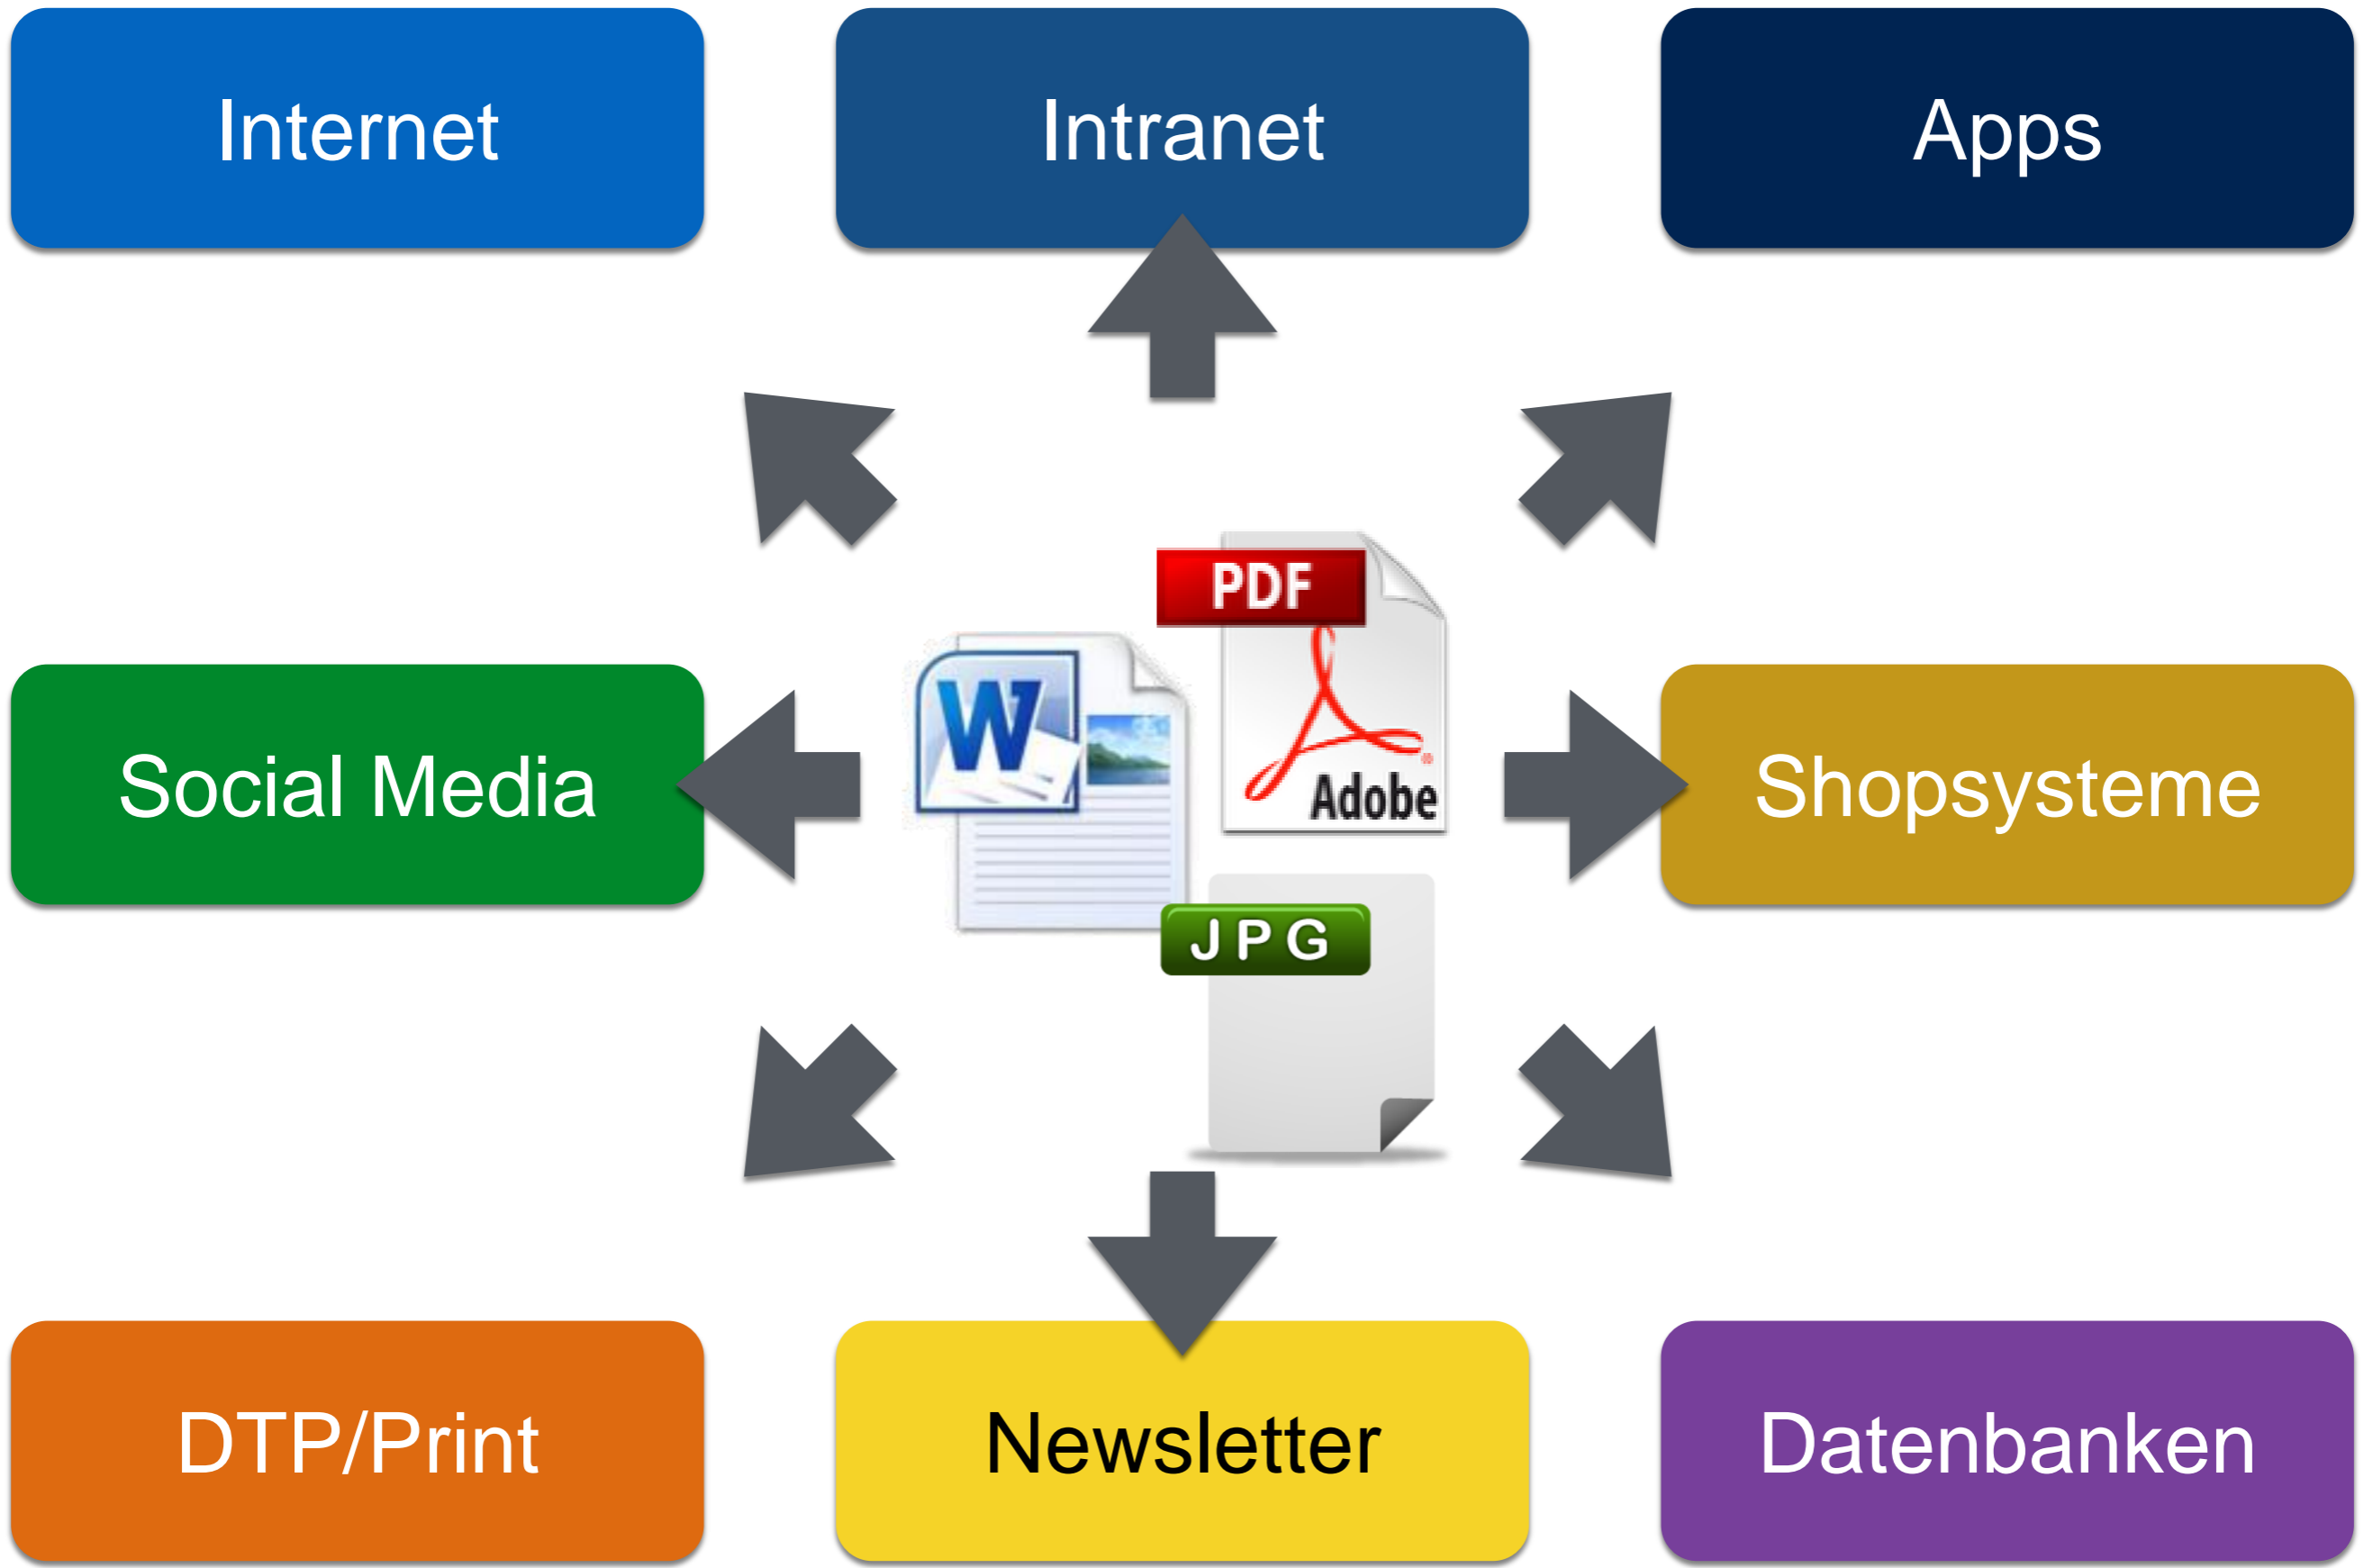 Internet
Intranet
Apps
PDF
W
Adobe
Social Media
Shopsysteme
JPG
DTP/Print
Newsletter
Datenbanken